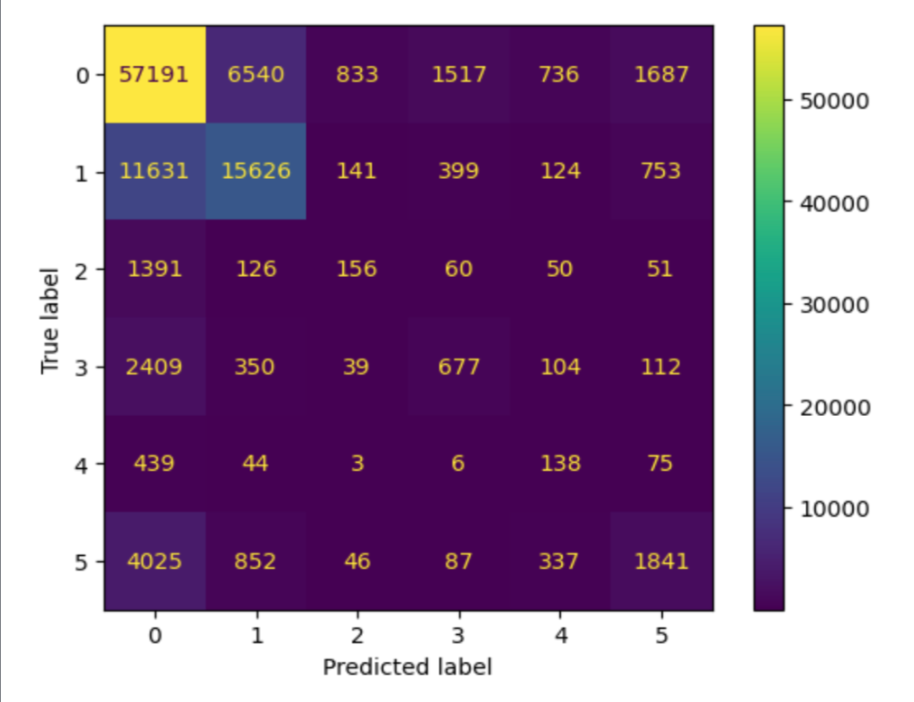 0 57191 6540 833 1517 736 1687
1 11631 15626 141 399 124 753
2 1391 126 156 60 50 51
3 2409 350 39 677 104 112
4 439 44 3 6 138 75
5 4025 852 46 87 337 1841
0 1 2 3 4 5
True label
Predicted label
50000
40000
30000
20000
10000